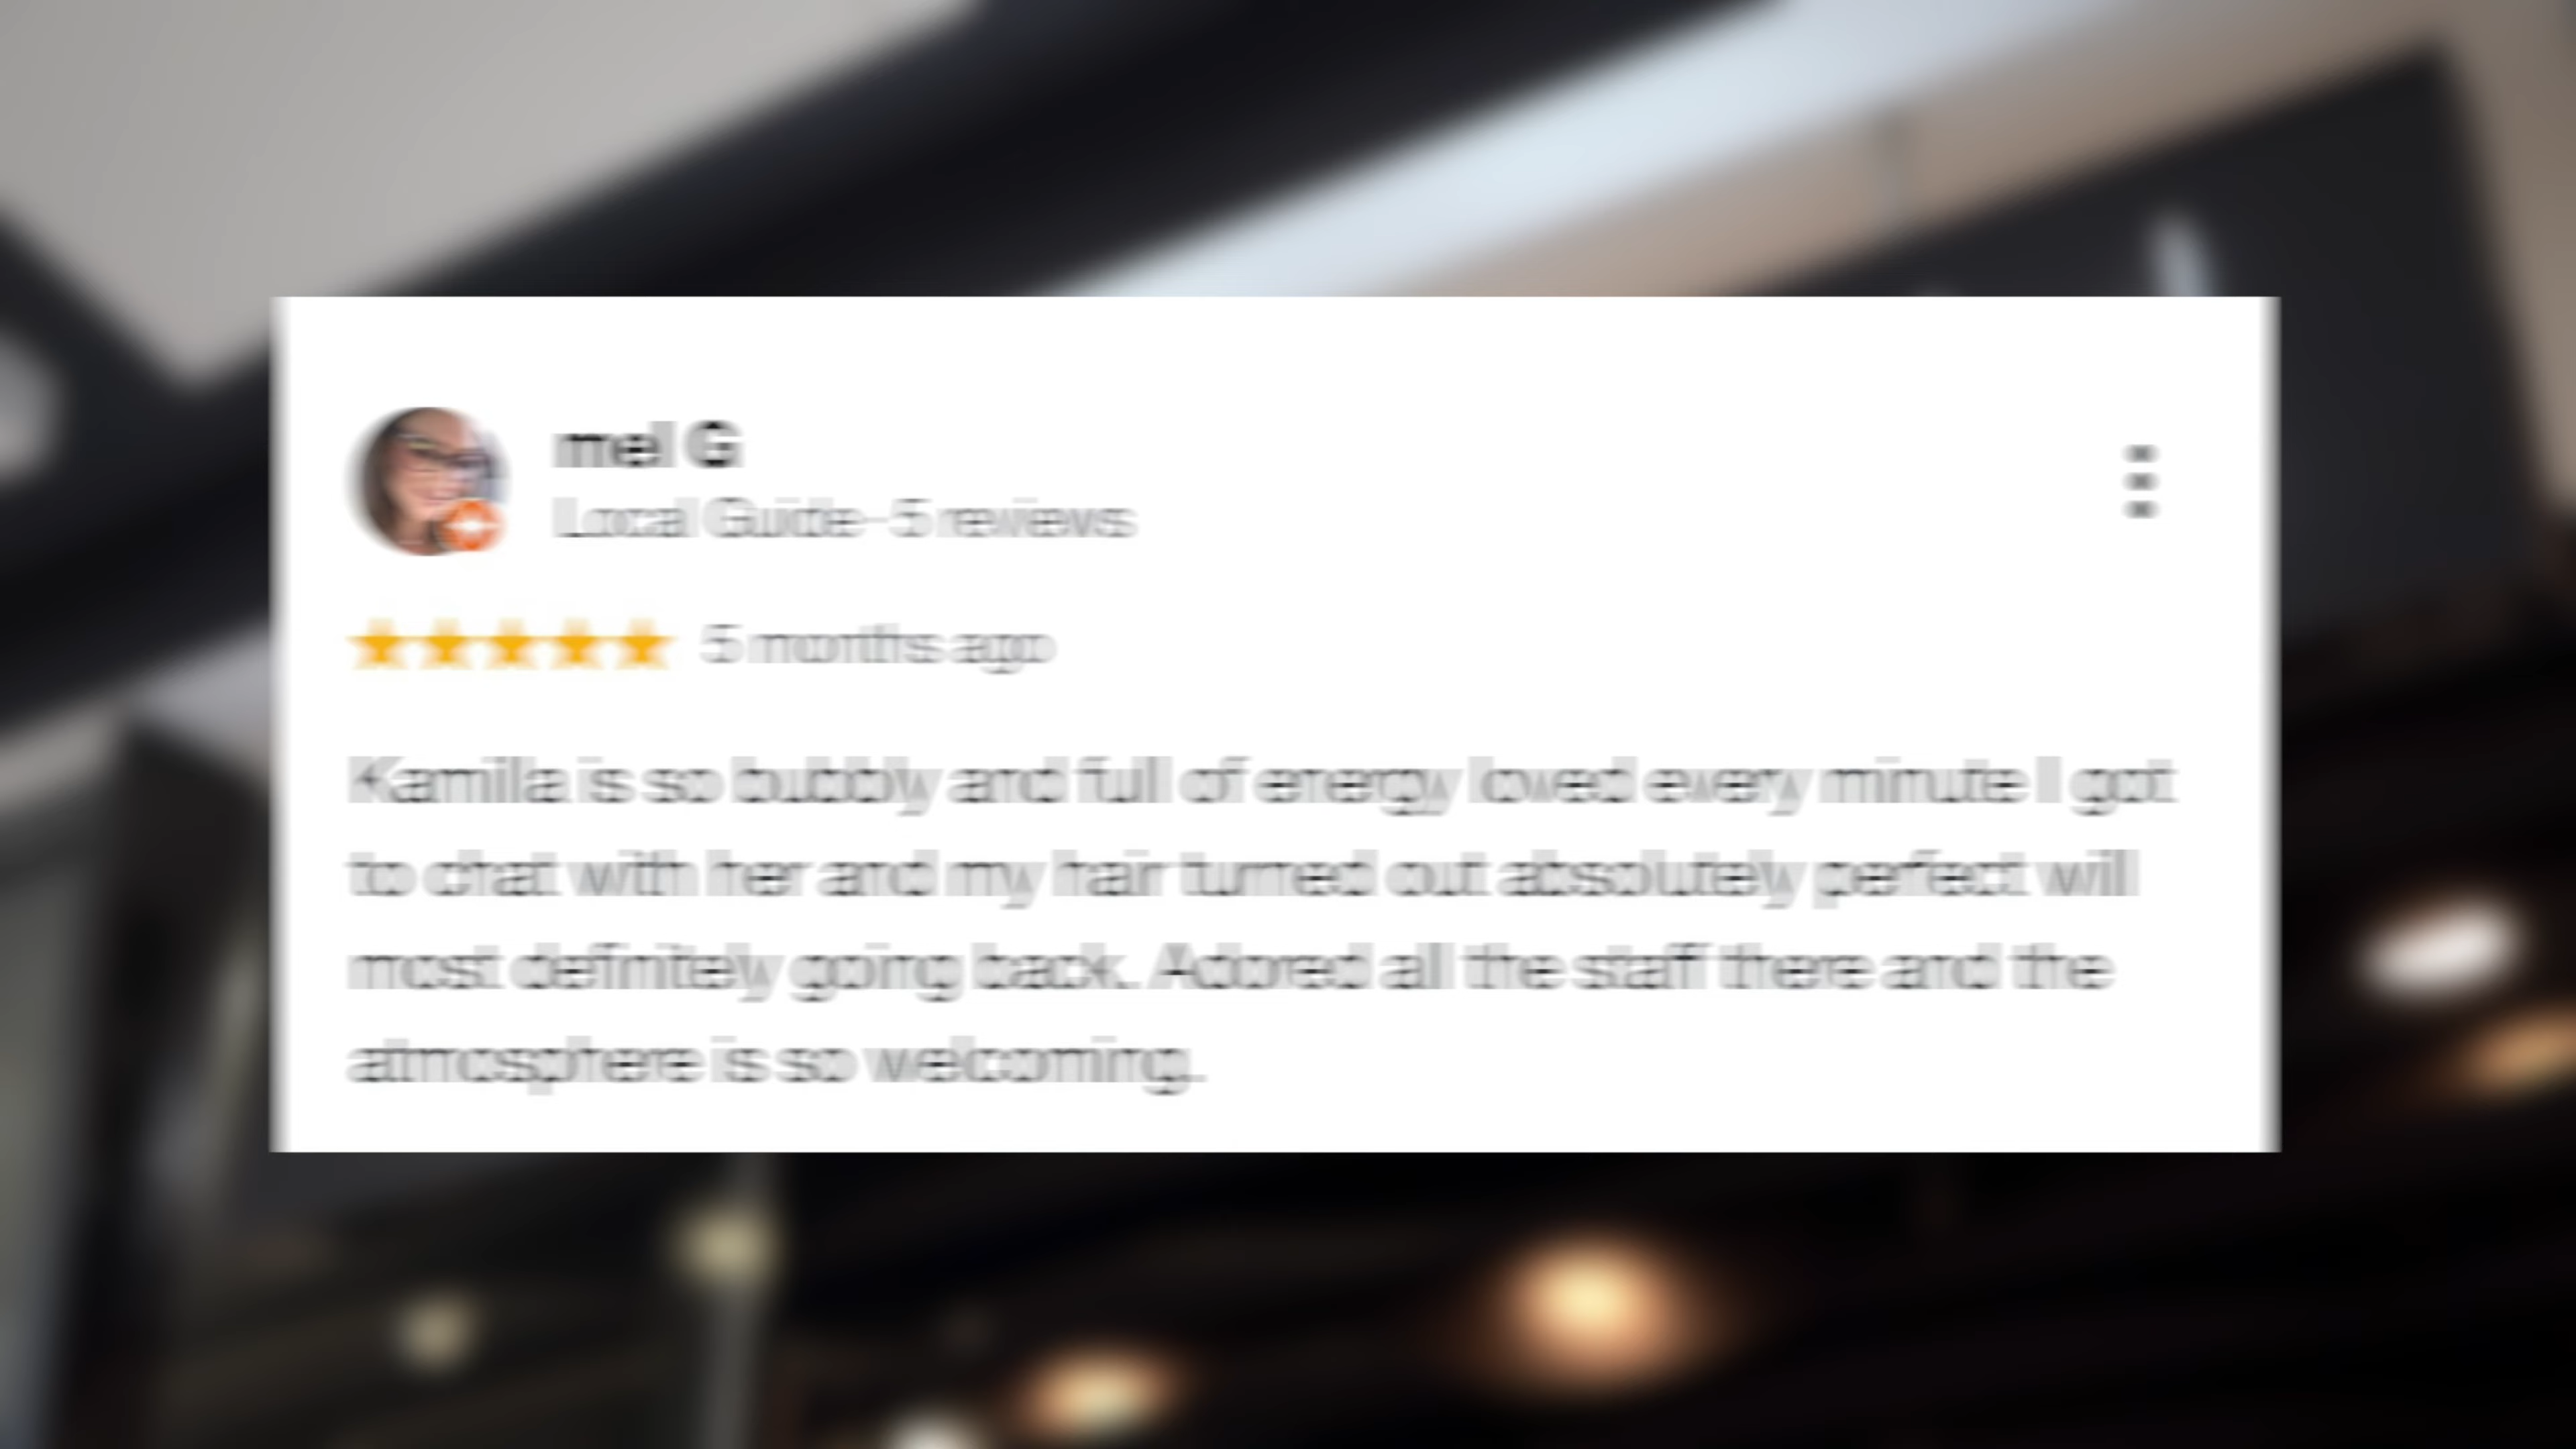 mel G
Local Guide · 5 reviews
5 months ago
Kamilla is so bubbly and full of energy loved every minute I got
to chat with her and my hair turned out absolutely perfect will
most definitely going back. Adored all the staff there and the
atmosphere is so welcoming.